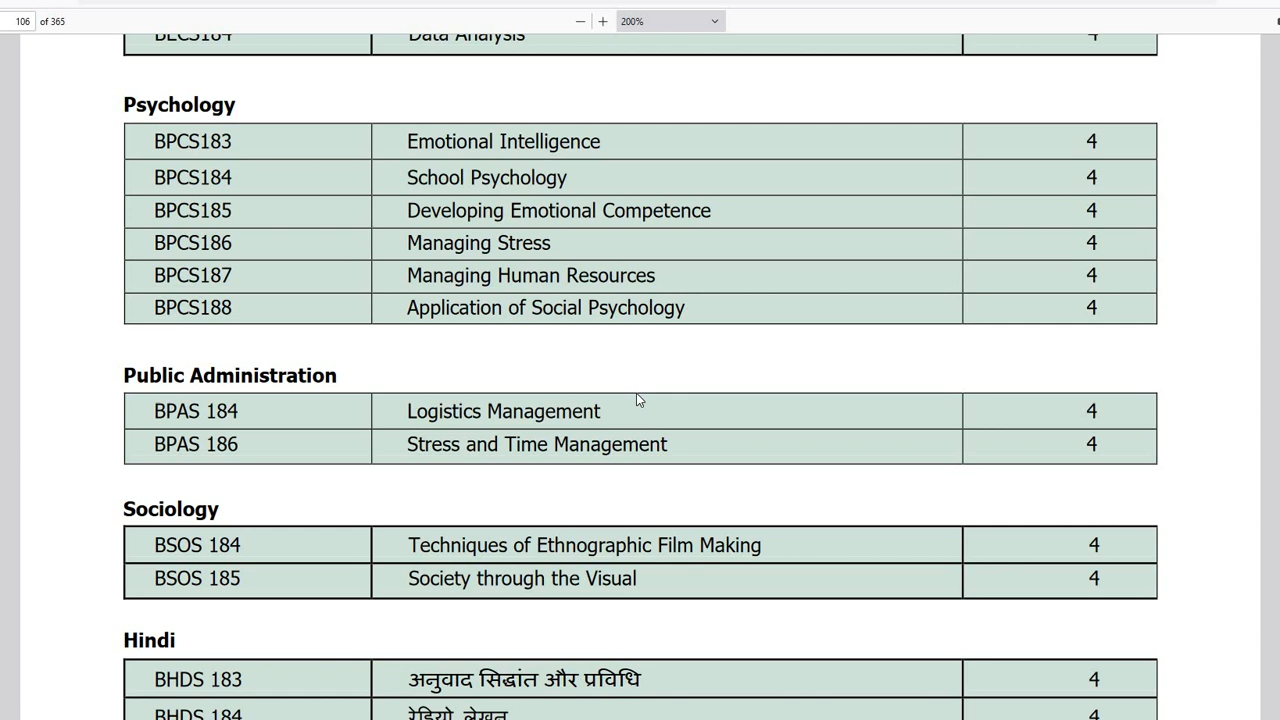 106 of 365 200%
BECS184 Data Analysis 4
Psychology
BPCS183 Emotional Intelligence 4
BPCS184 School Psychology 4
BPCS185 Developing Emotional Competence 4
BPCS186 Managing Stress 4
BPCS187 Managing Human Resources 4
BPCS188 Application of Social Psychology 4
Public Administration
BPAS 184 Logistics Management 4
BPAS 186 Stress and Time Management 4
Sociology
BSOS 184 Techniques of Ethnographic Film Making 4
BSOS 185 Society through the Visual 4
Hindi
BHDS 183 अनुवाद सिद्धांत और प्रविधि 4
BHDS 184 रेडियो लेखन 4